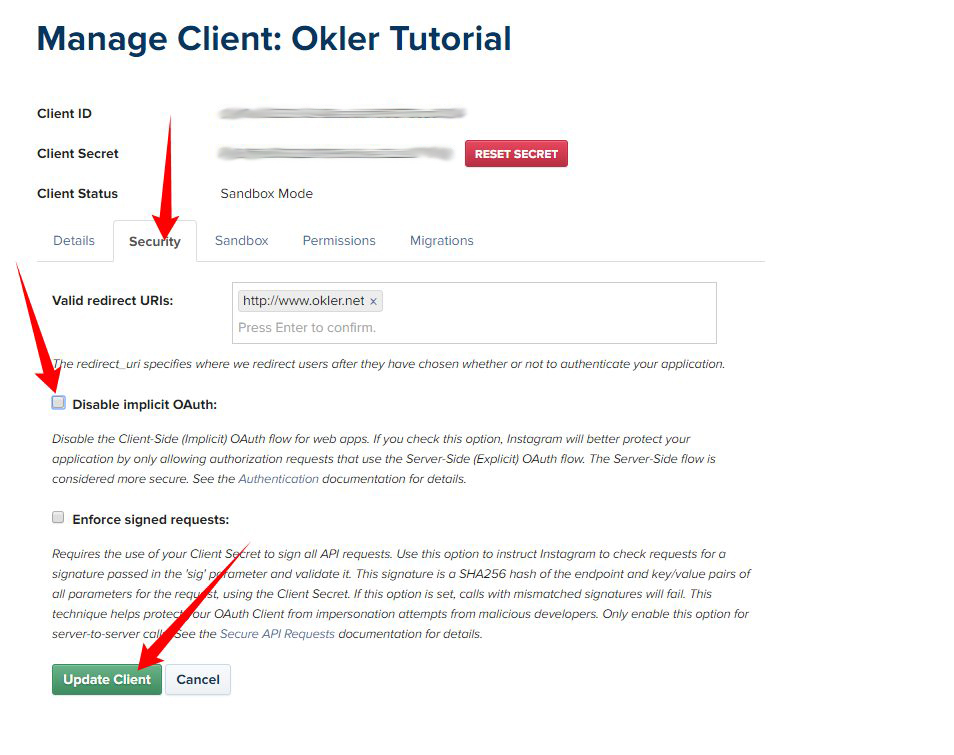 Manage Client: Okler Tutorial
Client ID
Client Secret RESET SECRET
Client Status Sandbox Mode
Details Security Sandbox Permissions Migrations
Valid redirect URIs: http://www.okler.net ×
Press Enter to confirm.
The redirect_uri specifies where we redirect users after they have chosen whether or not to authenticate your application.
Disable implicit OAuth:
Disable the Client-Side (Implicit) OAuth flow for web apps. If you check this option, Instagram will better protect your
application by only allowing authorization requests that use the Server-Side (Explicit) OAuth flow. The Server-Side flow is
considered more secure. See the Authentication documentation for details.
Enforce signed requests:
Requires the use of your Client Secret to sign all API requests. Use this option to instruct Instagram to check requests for a
signature passed in the 'sig' parameter and validate it. This signature is a SHA256 hash of the endpoint and key/value pairs of
all parameters for the request, using the Client Secret. If this option is set, calls with mismatched signatures will fail. This
technique helps protect your OAuth Client from impersonation attempts from malicious developers. Only enable this option for
server-to-server calls. See the Secure API Requests documentation for details.
Update Client Cancel